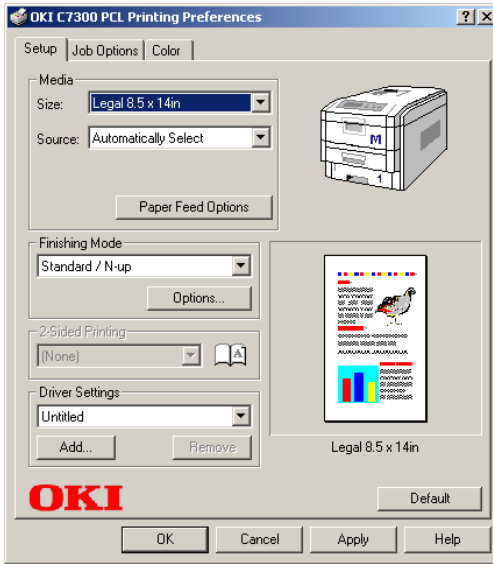 OKI C7300 PCL Printing Preferences
Setup
Job Options
Color
Media
Size:
Legal 8.5 x 14in
Source:
Automatically Select
M
1
1
Paper Feed Options
Finishing Mode
Standard / N-up
Options...
2-Sided Printing
(None)
A
Driver Settings
Untitled
Add...
Remove
Legal 8.5 x 14in
OKI
Default
OK
Cancel
Apply
Help